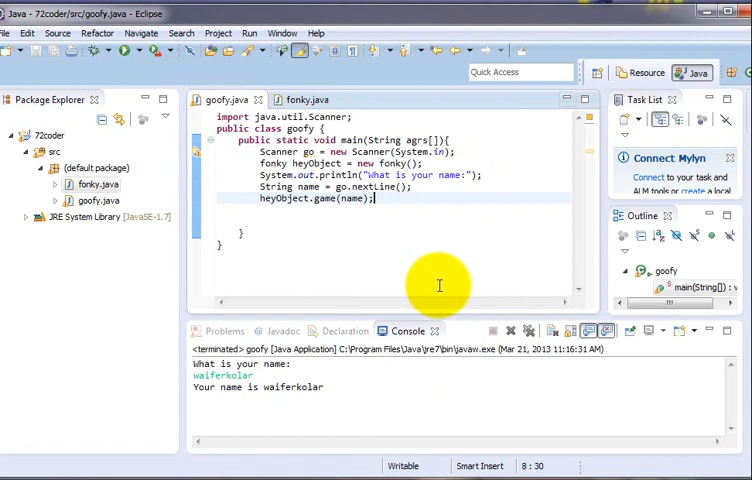 Java - 72coder/src/goofy.java - Eclipse
File Edit Source Refactor Navigate Search Project Run Window Help
Quick Access
Resource
Java
Package Explorer
goofy.java
fonky.java
Task List
72coder
src
(default package)
fonky.java
goofy.java
JRE System Library [JavaSE-1.7]
import java.util.Scanner;
public class goofy {
public static void main(String agrs[]){
Scanner go = new Scanner(System.in);
fonky heyObject = new fonky();
System.out.println("What is your name:");
String name = go.nextLine();
heyObject.game(name);
}
}
Connect Mylyn
Connect to your task and
ALM tools or create a local
Outline
goofy
main(String[]) : v
Problems
Javadoc
Declaration
Console
<terminated> goofy [Java Application] C:\Program Files\Java\jre7\bin\javaw.exe (Mar 21, 2013 11:16:31 AM)
What is your name:
waiferkolar
Your name is waiferkolar
Writable
Smart Insert
8 : 30